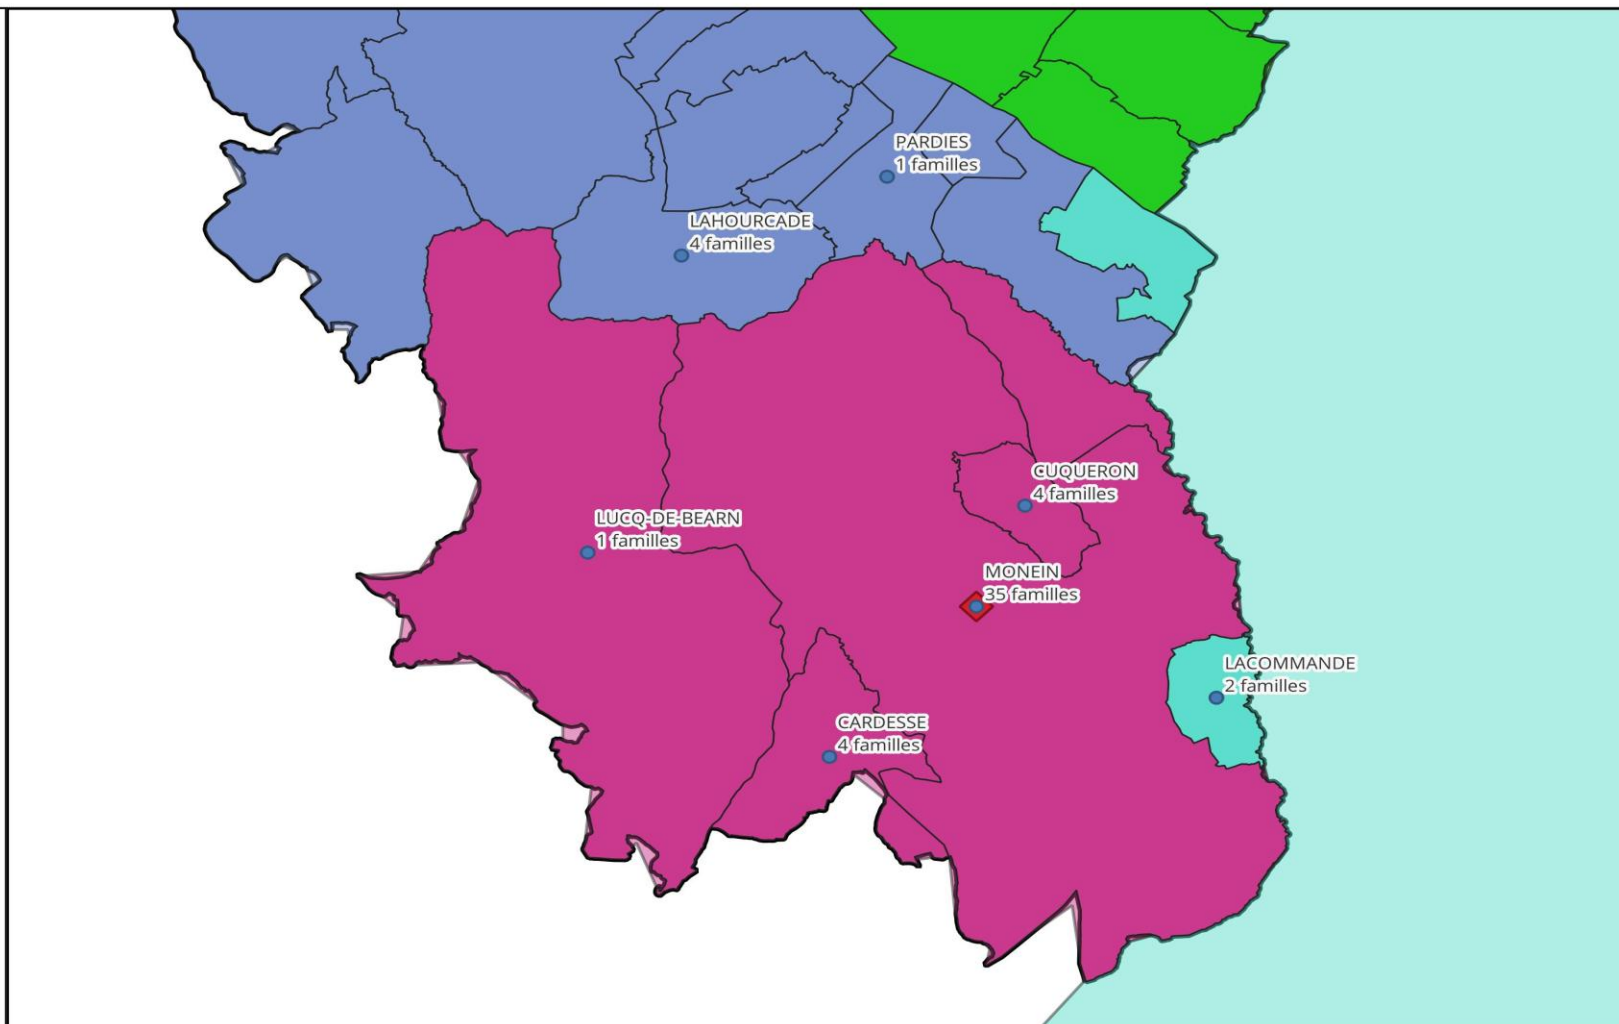 PARDIES
1 familles
LAHOURCADE
4 familles
CUQUERON
4 familles
LUCQ-DE-BEARN
1 familles
MONEIN
35 familles
LACOMMANDE
2 familles
CARDESSE
4 familles